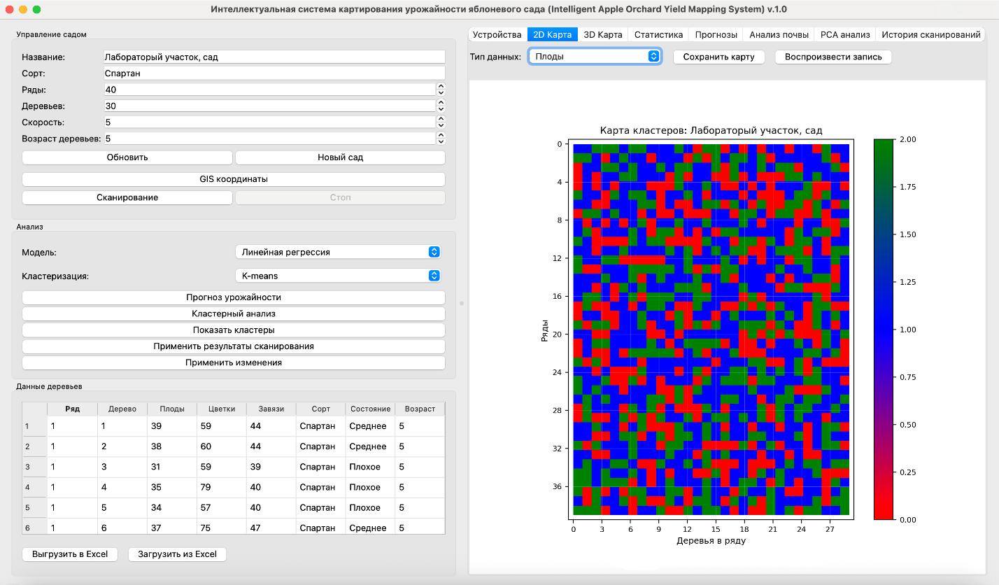 Интеллектуальная система картирования урожайности яблоневого сада (Intelligent Apple Orchard Yield Mapping System) v.1.0
Управление садом
Название: Лабораторый участок, сад
Сорт: Спартан
Ряды: 40
Деревьев: 30
Скорость: 5
Возраст деревьев: 5
Обновить Новый сад
GIS координаты
Сканирование Стоп
Анализ
Модель: Линейная регрессия
Кластеризация: K-means
Прогноз урожайности
Кластерный анализ
Показать кластеры
Применить результаты сканирования
Применить изменения
Данные деревьев
Ряд Дерево Плоды Цветки Завязи Сорт Состояние Возраст
1 1 1 39 59 44 Спартан Среднее 5
2 1 2 38 60 44 Спартан Среднее 5
3 1 3 31 59 39 Спартан Плохое 5
4 1 4 35 79 40 Спартан Плохое 5
5 1 5 34 57 40 Спартан Плохое 5
6 1 6 37 75 47 Спартан Среднее 5
Выгрузить в Excel Загрузить из Excel
Устройства 2D Карта 3D Карта Статистика Прогнозы Анализ почвы PCA анализ История сканирований
Тип данных: Плоды Сохранить карту Воспроизвести запись
Карта кластеров: Лабораторый участок, сад
Ряды
0
4
8
12
16
20
24
28
32
36
0 3 6 9 12 15 18 21 24 27
Деревья в ряду
2.00
1.75
1.50
1.25
1.00
0.75
0.50
0.25
0.00